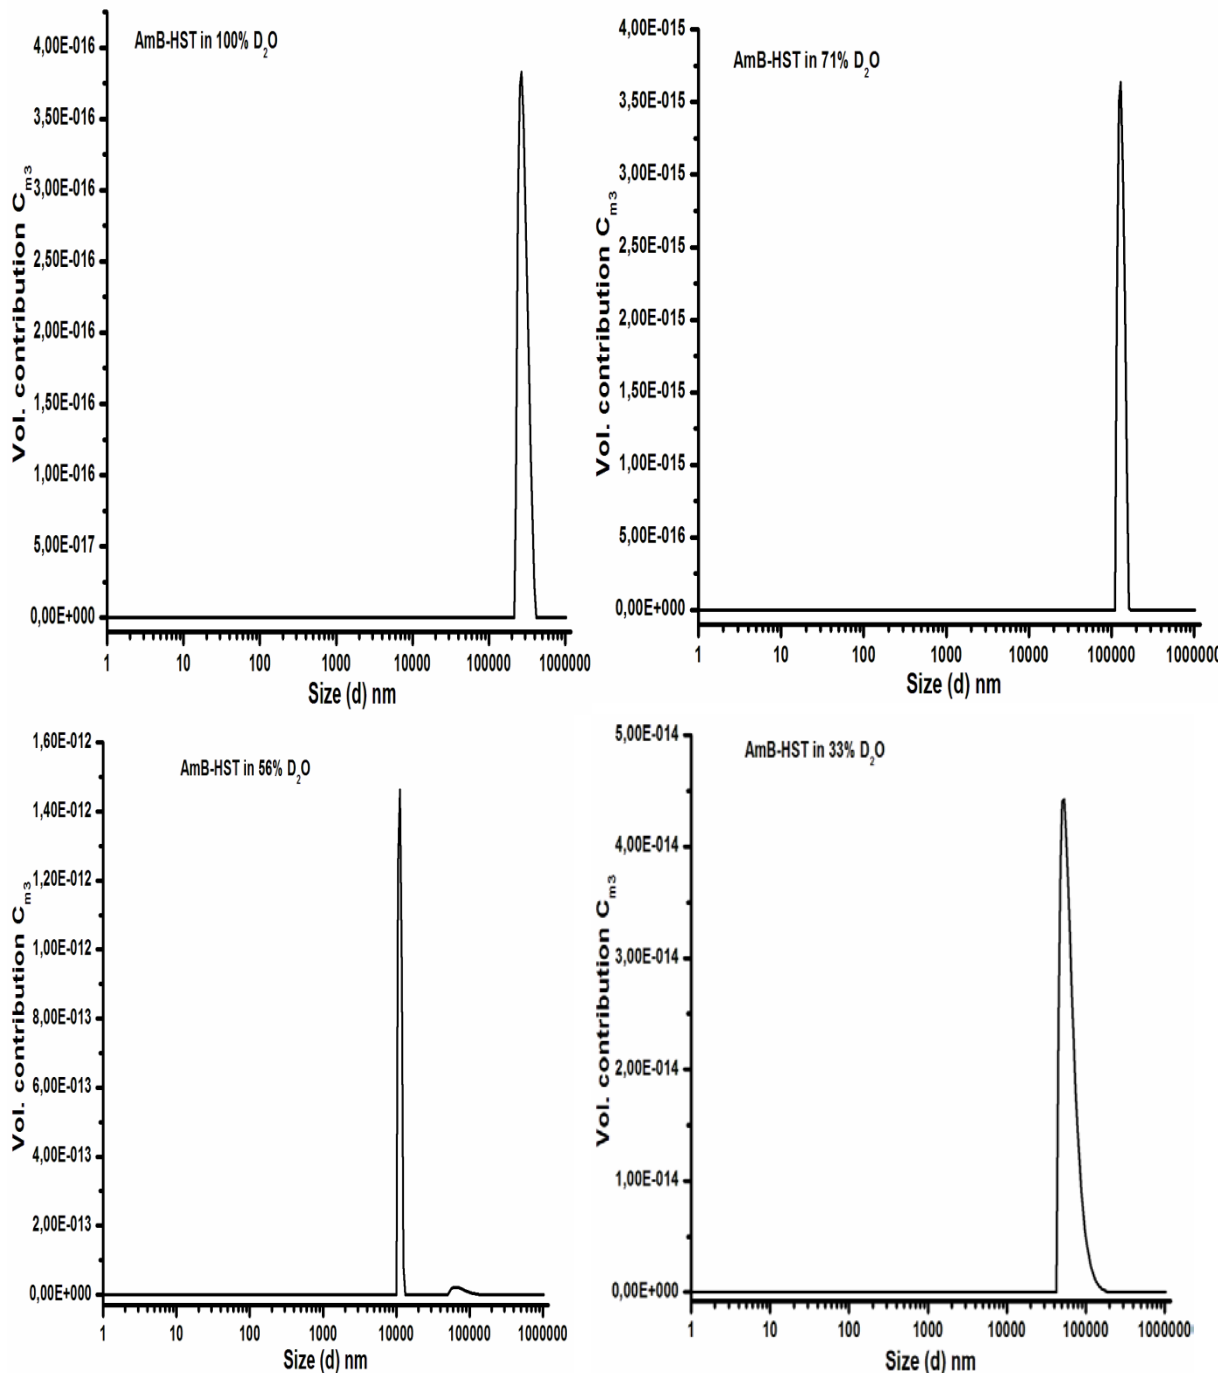 AmB-HST in 100% D2O
Vol. contribution Cm3
4,00E-016
3,50E-016
3,00E-016
2,50E-016
2,00E-016
1,50E-016
1,00E-016
5,00E-017
0,00E+000
1 10 100 1000 10000 100000 1000000
Size (d) nm
AmB-HST in 71% D2O
Vol. contribution Cm3
4,00E-015
3,50E-015
3,00E-015
2,50E-015
2,00E-015
1,50E-015
1,00E-015
5,00E-016
0,00E+000
1 10 100 1000 10000 100000 1000000
Size (d) nm
AmB-HST in 56% D2O
Vol. contribution Cm3
1,60E-012
1,40E-012
1,20E-012
1,00E-012
8,00E-013
6,00E-013
4,00E-013
2,00E-013
0,00E+000
1 10 100 1000 10000 100000 1000000
Size (d) nm
AmB-HST in 33% D2O
Vol. contribution Cm3
5,00E-014
4,00E-014
3,00E-014
2,00E-014
1,00E-014
0,00E+000
1 10 100 1000 10000 100000 1000000
Size (d) nm